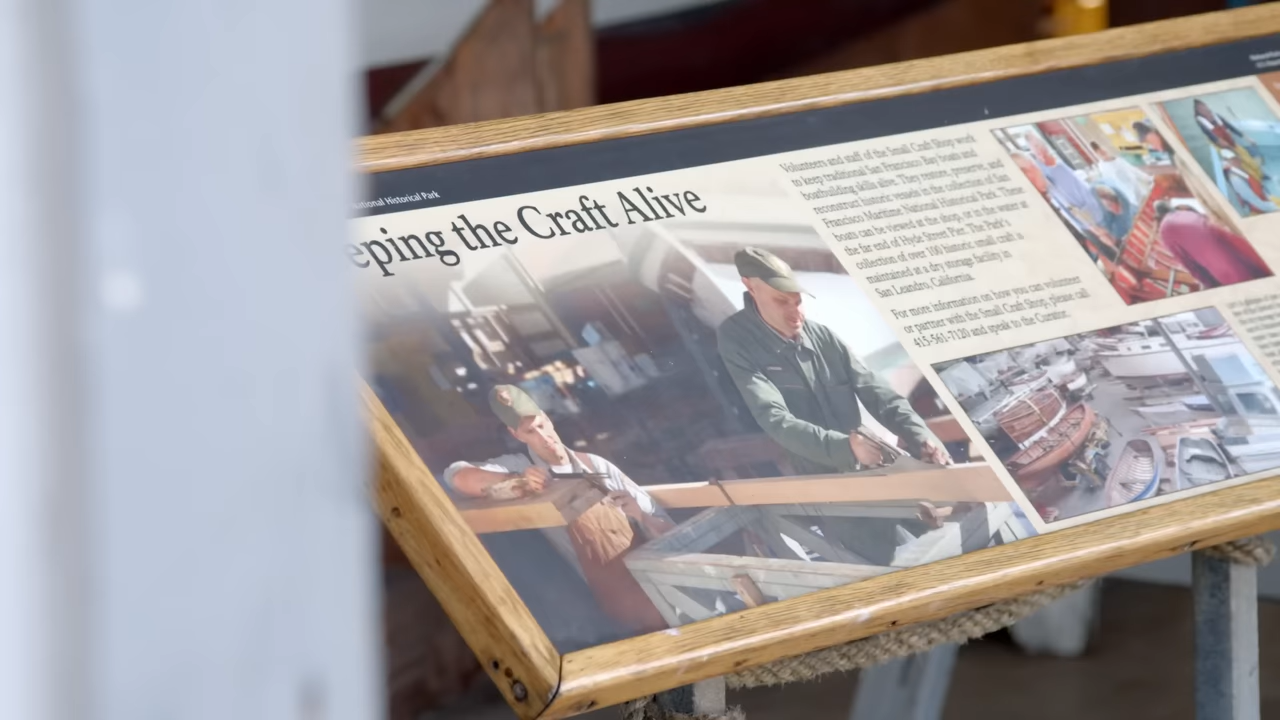 ational Historical Park
eping the Craft Alive
Volunteers and staff of the Small Craft Shop work
to keep traditional San Francisco Bay boats and
boatbuilding skills alive. They restore, preserve, and
reconstruct historic vessels in the collection of San
Francisco Maritime National Historical Park. These
boats can be viewed at the shop, or in the water at
the far end of Hyde Street Pier. The Park's
collection of over 100 historic small craft is
maintained at a dry storage facility in
San Leandro, California.
For more information on how you can volunteer
or partner with the Small Craft Shop, please call
415-561-7120 and speak to the Curator.